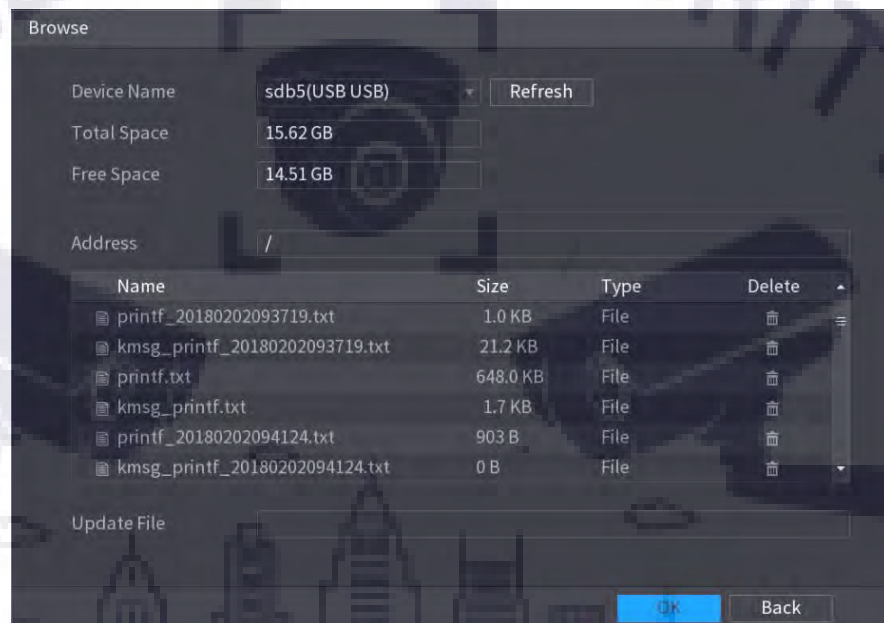 Browse
Device Name sdb5(USB USB) Refresh
Total Space 15.62 GB
Free Space 14.51 GB
Address /
Name Size Type Delete
printf_20180202093719.txt 1.0 KB File
kmsg_printf_20180202093719.txt 21.2 KB File
printf.txt 648.0 KB File
kmsg_printf.txt 1.7 KB File
printf_20180202094124.txt 903 B File
kmsg_printf_20180202094124.txt 0 B File
Update File
OK Back